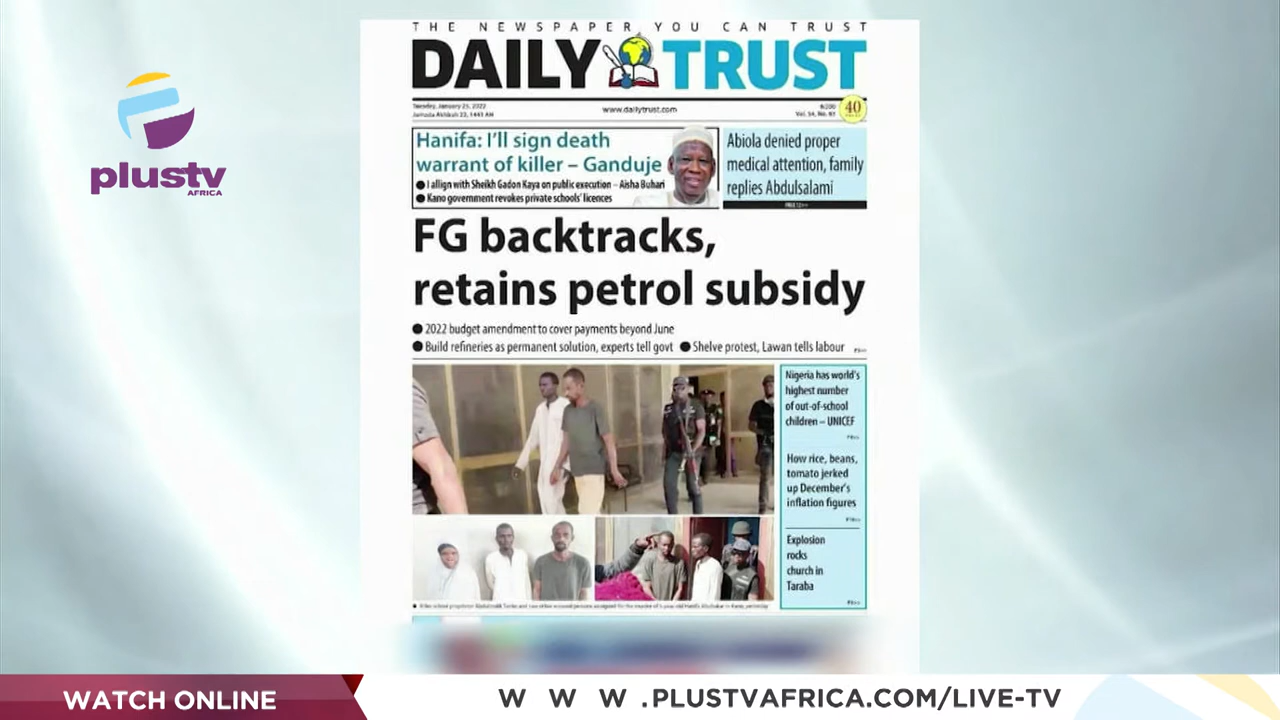 THE NEWSPAPER YOU CAN TRUST
DAILY TRUST
Tuesday, January 25, 2022
www.dailytrust.com
40
plustv
AFRICA
Hanifa: I'll sign death
warrant of killer – Ganduje
● I allign with Sheikh Gadon Kaya on public execution – Aisha Buhari
● Kano government revokes private schools' licences
Abiola denied proper
medical attention, family
replies Abdulsalami
FG backtracks,
retains petrol subsidy
● 2022 budget amendment to cover payments beyond June
● Build refineries as permanent solution, experts tell govt ● Shelve protest, Lawan tells labour
Nigeria has world's
highest number
of out-of-school
children – UNICEF
How rice, beans,
tomato jerked
up December's
inflation figures
Explosion
rocks
church in
Taraba
WATCH ONLINE
WWW.PLUSTVAFRICA.COM/LIVE-TV